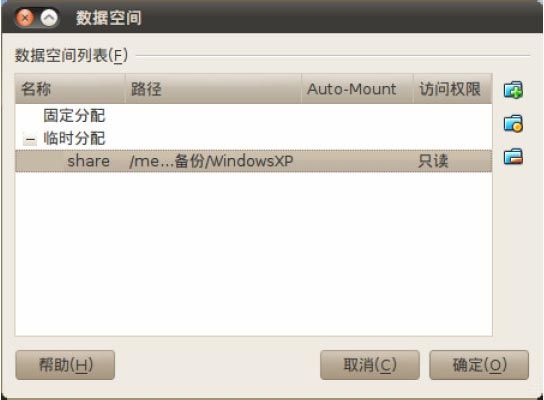 数据空间
数据空间列表(F)
名称 路径 Auto-Mount 访问权限
固定分配
临时分配
share /me...备份/WindowsXP 只读
帮助(H) 取消(C) 确定(O)